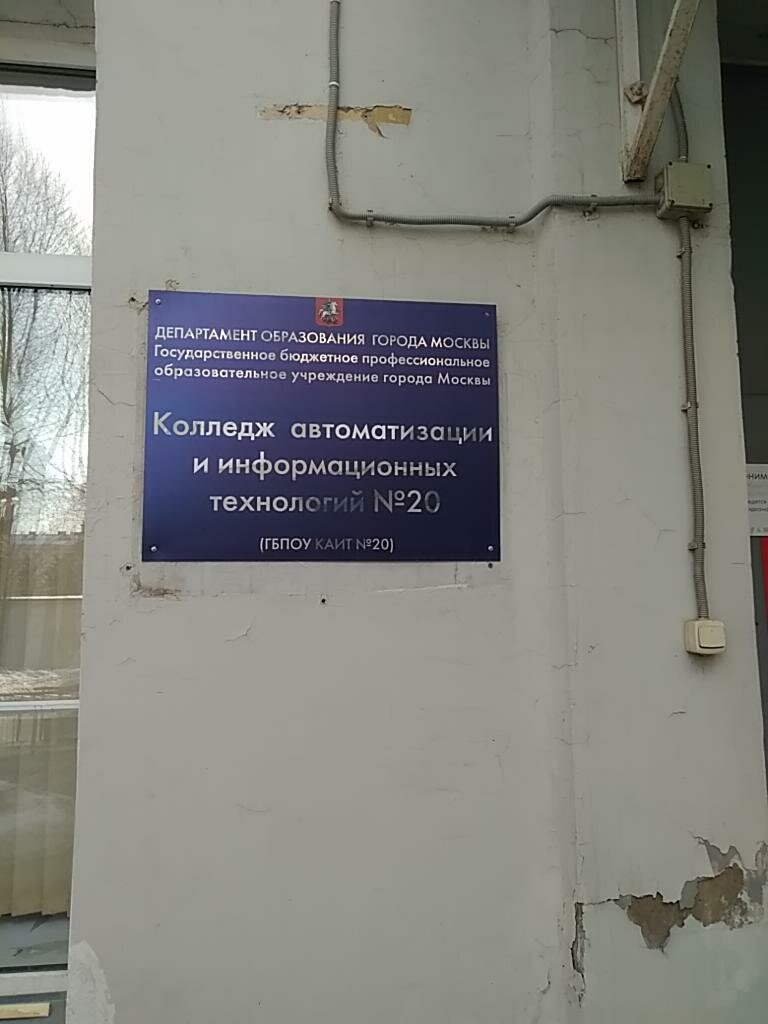 ДЕПАРТАМЕНТ ОБРАЗОВАНИЯ ГОРОДА МОСКВЫ
Государственное бюджетное профессиональное
образовательное учреждение города Москвы
Колледж автоматизации
и информационных
технологий №20
(ГБПОУ КАИТ №20)